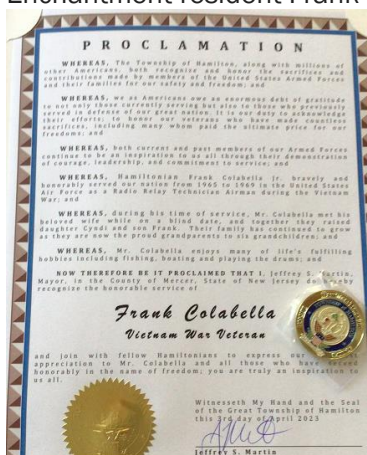 Enchantment resident Frank
PROCLAMATION
WHEREAS, The Township of Hamilton, along with millions of
other Americans, both recognize and honor the sacrifices and
contributions made by members of the United States Armed Forces
and their families for our safety and freedom; and
WHEREAS, we as Americans owe an enormous debt of gratitude
to not only those currently serving but also to those who previously
served in defense of our great nation. It is our duty to acknowledge
their efforts; to honor our veterans who have made countless
sacrifices, including many whom paid the ultimate price for our
freedoms; and
WHEREAS, both current and past members of our Armed Forces
continue to be an inspiration to us all through their demonstration
of courage, leadership, and commitment to service; and
WHEREAS, Hamiltonian Frank Colabella Jr. bravely and
honorably served our nation from 1965 to 1969 in the United States
Air Force as a Radio Relay Technician Airman during the Vietnam
War; and
WHEREAS, during his time of service, Mr. Colabella met his
beloved wife while on a blind date, and together they raised
daughter Cyndi and son Frank. Their family has continued to grow
as they are now the proud grandparents to six grandchildren; and
WHEREAS, Mr. Colabella enjoys many of life's fulfilling
hobbies including fishing, boating and playing the drums; and
NOW THEREFORE BE IT PROCLAIMED THAT I, Jeffrey S. Martin,
Mayor, in the County of Mercer, State of New Jersey do hereby
recognize the honorable service of
Frank Colabella
Vietnam War Veteran
and join with fellow Hamiltonians to express our
appreciation to Mr. Colabella and all those who have served
honorably in the name of freedom; you are truly an inspiration to
us all.
Witnesseth My Hand and the Seal
of the Great Township of Hamilton
this 3rd day of April 2023
Jeffrey S. Martin